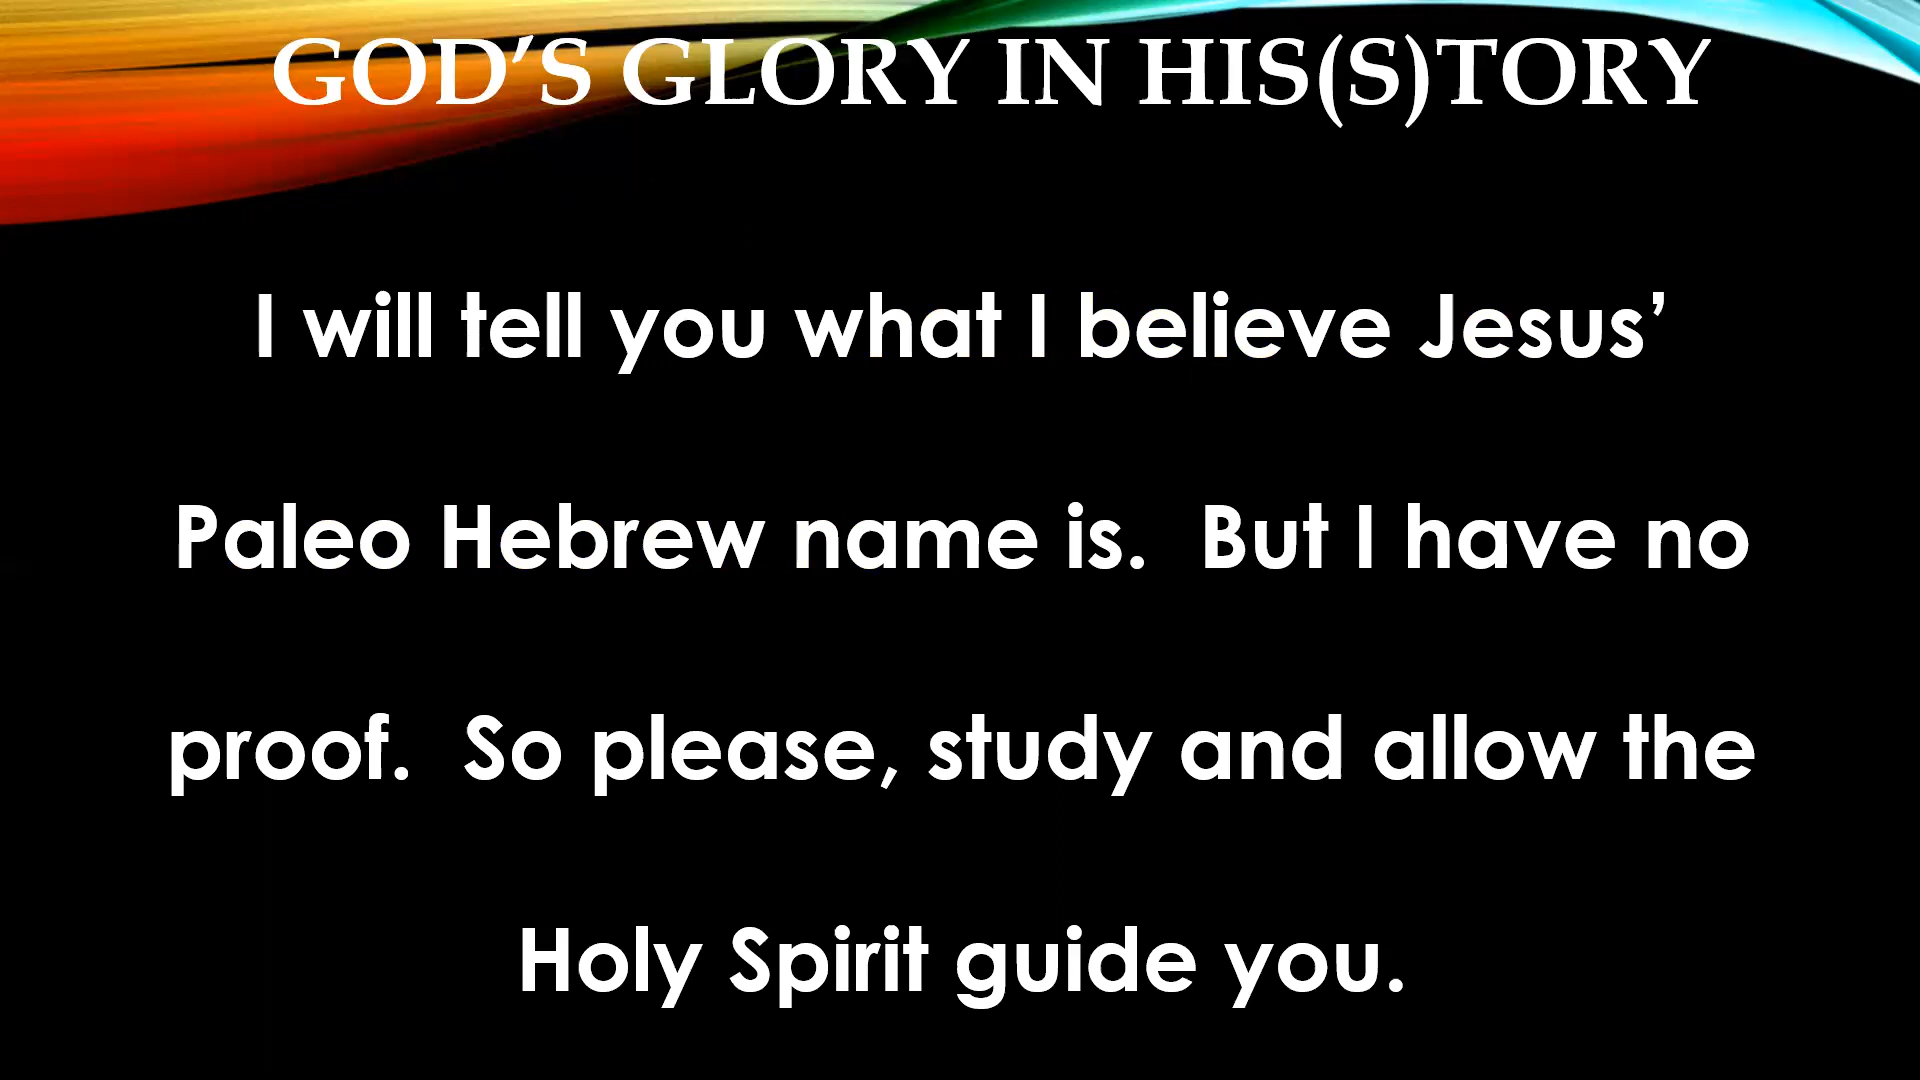 GOD’S GLORY IN HIS(S)TORY
I will tell you what I believe Jesus’
Paleo Hebrew name is.  But I have no
proof.  So please, study and allow the
Holy Spirit guide you.